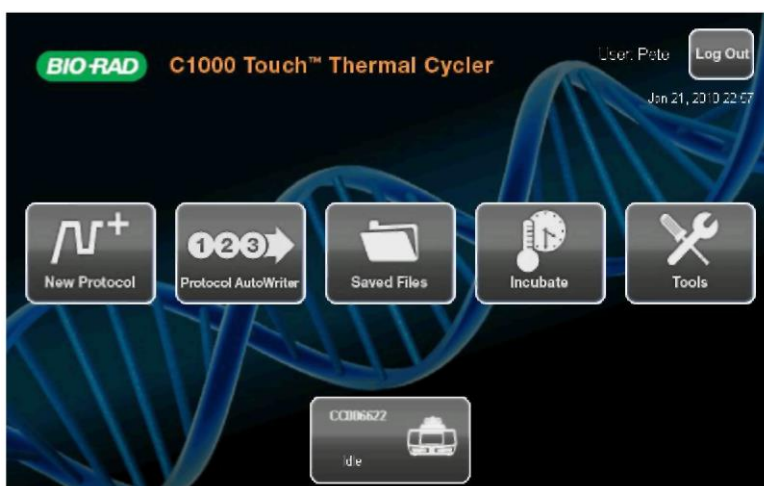 BIO-RAD C1000 Touch™ Thermal Cycler
User: Pete
Log Out
Jan 21, 2010 22:57
New Protocol
123
Protocol AutoWriter
Saved Files
Incubate
Tools
CC006622
Idle